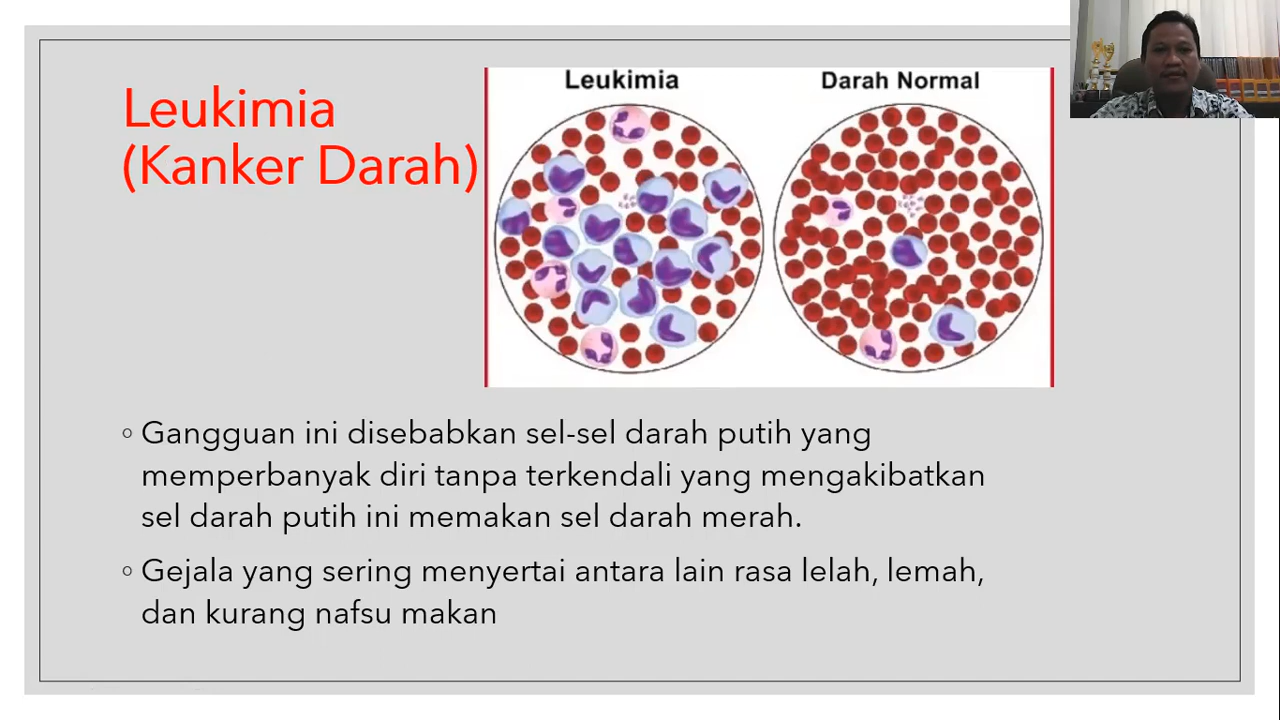 Leukimia
(Kanker Darah)
Leukimia
Darah Normal
◦ Gangguan ini disebabkan sel-sel darah putih yang
memperbanyak diri tanpa terkendali yang mengakibatkan
sel darah putih ini memakan sel darah merah.
◦ Gejala yang sering menyertai antara lain rasa lelah, lemah,
dan kurang nafsu makan